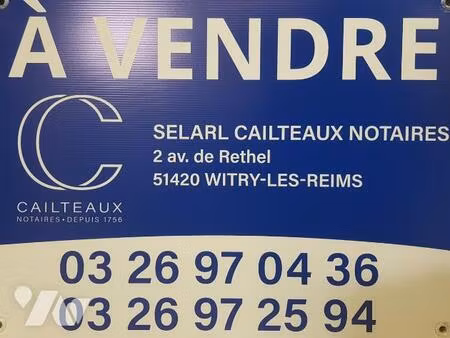 À VENDRE
SELARL CAILTEAUX NOTAIRES
2 av. de Rethel
51420 WITRY-LES-REIMS
CAILTEAUX
NOTAIRES • DEPUIS 1756
03 26 97 04 36
03 26 97 25 94